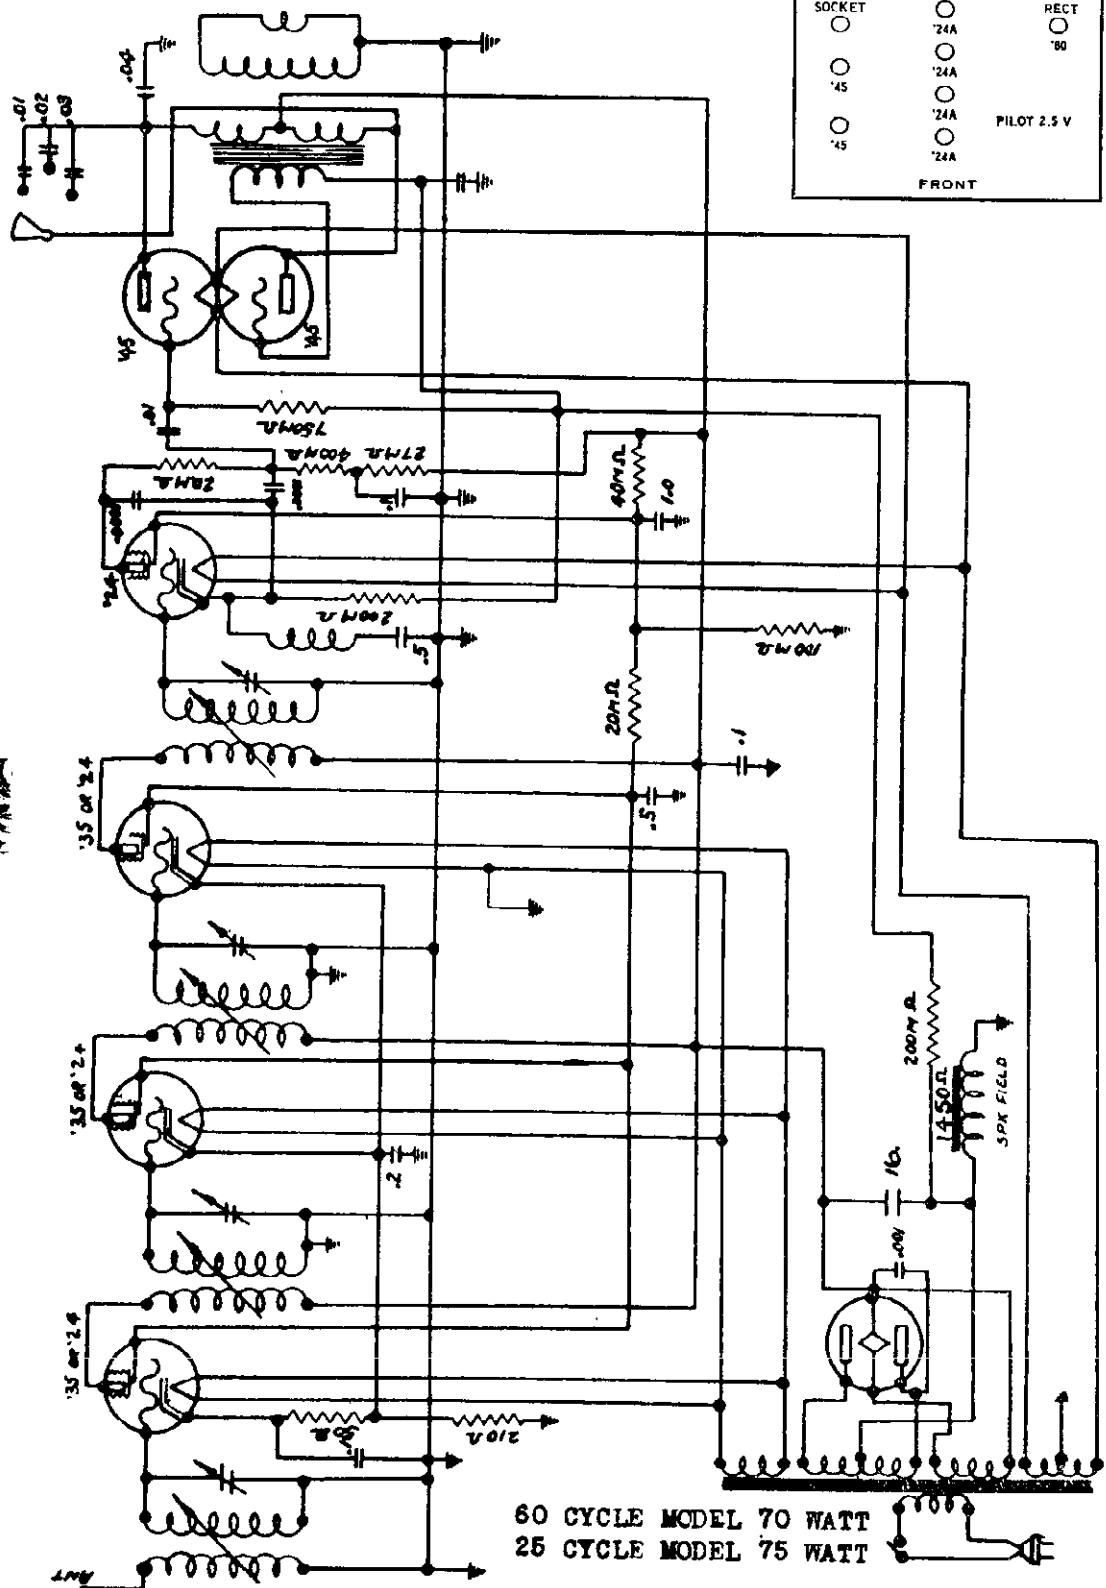 SOCKET
'24A
RECT
'80
'45
'24A
'24A
'45
PILOT 2.5 V
'24A
FRONT
.04
.01
.02
.03
'45
'45
.01
750MΩ
400MΩ
27MΩ
.1
40MΩ
1.0
'24
200MΩ
.5
100MΩ
20MΩ
.1
.5
'35 OR '24
200MΩ
1450Ω
SPK FIELD
'35 OR '24
.2
16.
.001
'35 OR '24
210Ω
ANT
60 CYCLE MODEL 70 WATT
25 CYCLE MODEL 75 WATT